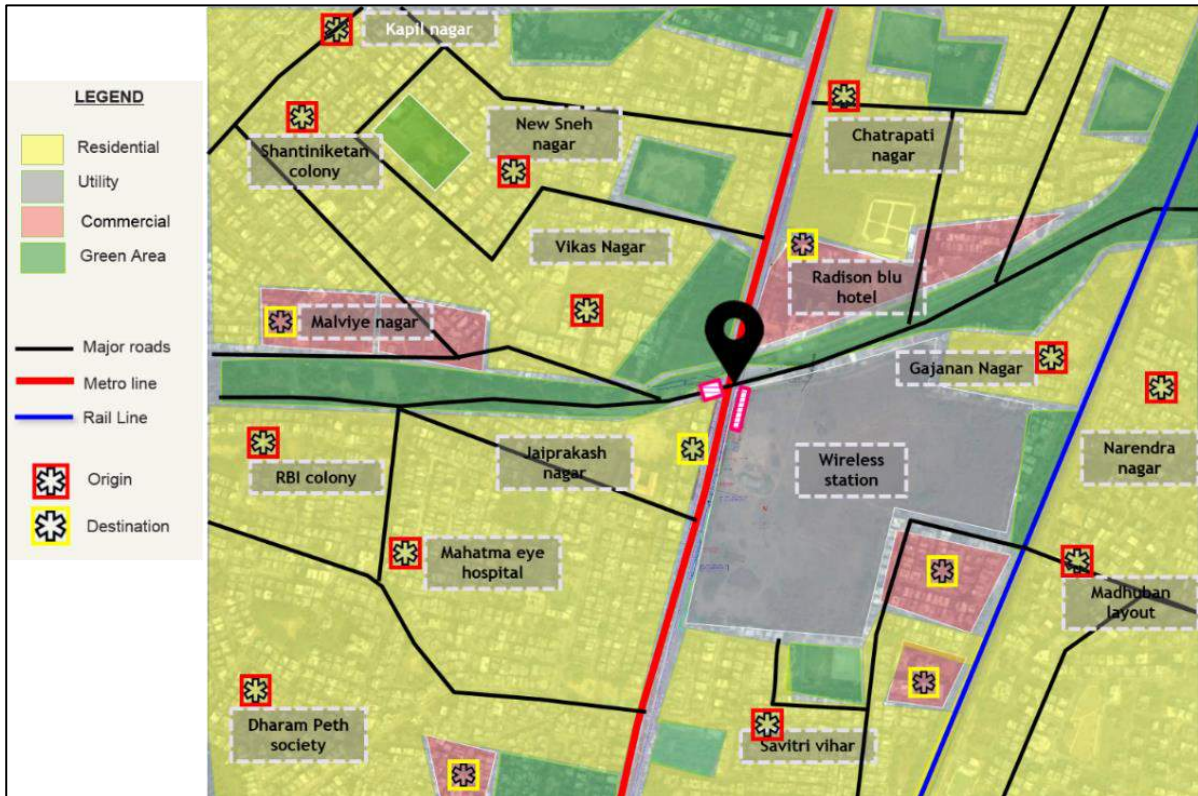 LEGEND
Residential
Utility
Commercial
Green Area
Major roads
Metro line
Rail Line
Origin
Destination
Kapil nagar
Shantiniketan
colony
New Sneh
nagar
Chatrapati
nagar
Vikas Nagar
Radison blu
hotel
Malviye nagar
Gajanan Nagar
RBI colony
Jaiprakash
nagar
Wireless
station
Narendra
nagar
Mahatma eye
hospital
Madhuban
layout
Dharam Peth
society
Savitri vihar